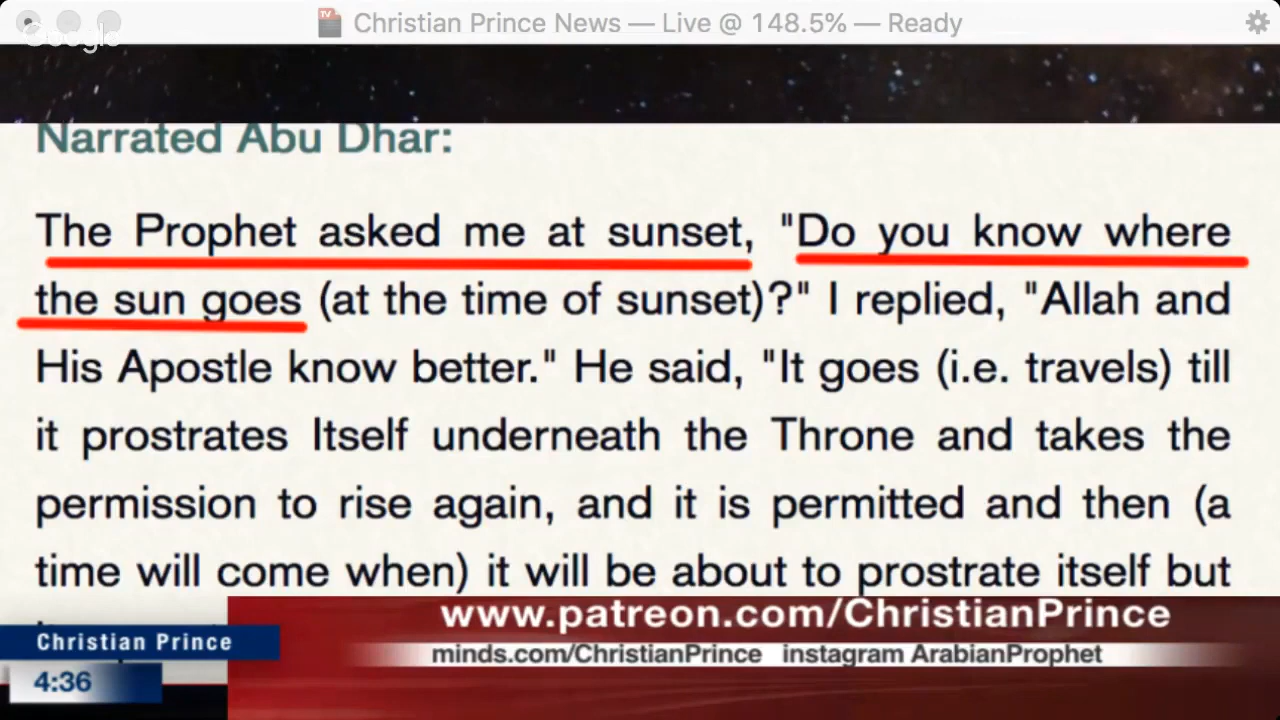 Christian Prince News — Live @ 148.5% — Ready
Google
Narrated Abu Dhar:
The Prophet asked me at sunset, "Do you know where
the sun goes (at the time of sunset)?" I replied, "Allah and
His Apostle know better." He said, "It goes (i.e. travels) till
it prostrates Itself underneath the Throne and takes the
permission to rise again, and it is permitted and then (a
time will come when) it will be about to prostrate itself but
www.patreon.com/ChristianPrince
Christian Prince
minds.com/ChristianPrince instagram ArabianProphet
4:36